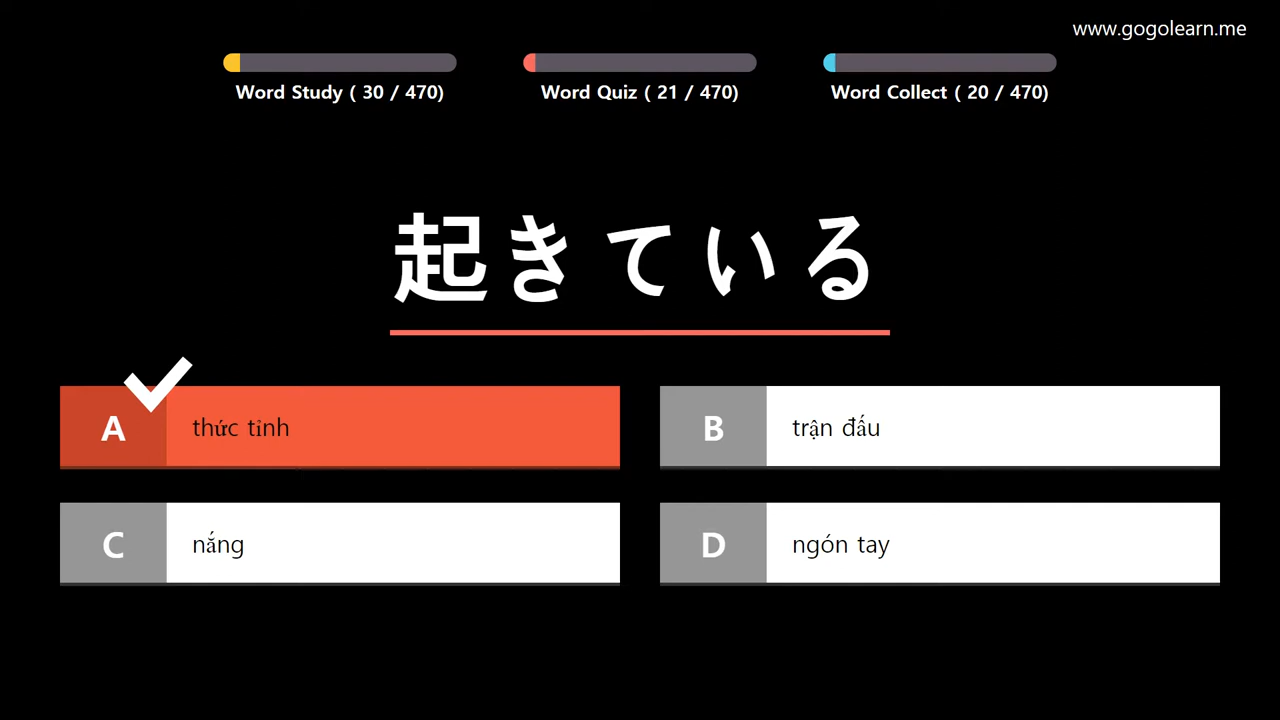 www.gogolearn.me
Word Study ( 30 / 470)
Word Quiz ( 21 / 470)
Word Collect ( 20 / 470)
起きている
A thức tỉnh
B trận đấu
C nắng
D ngón tay